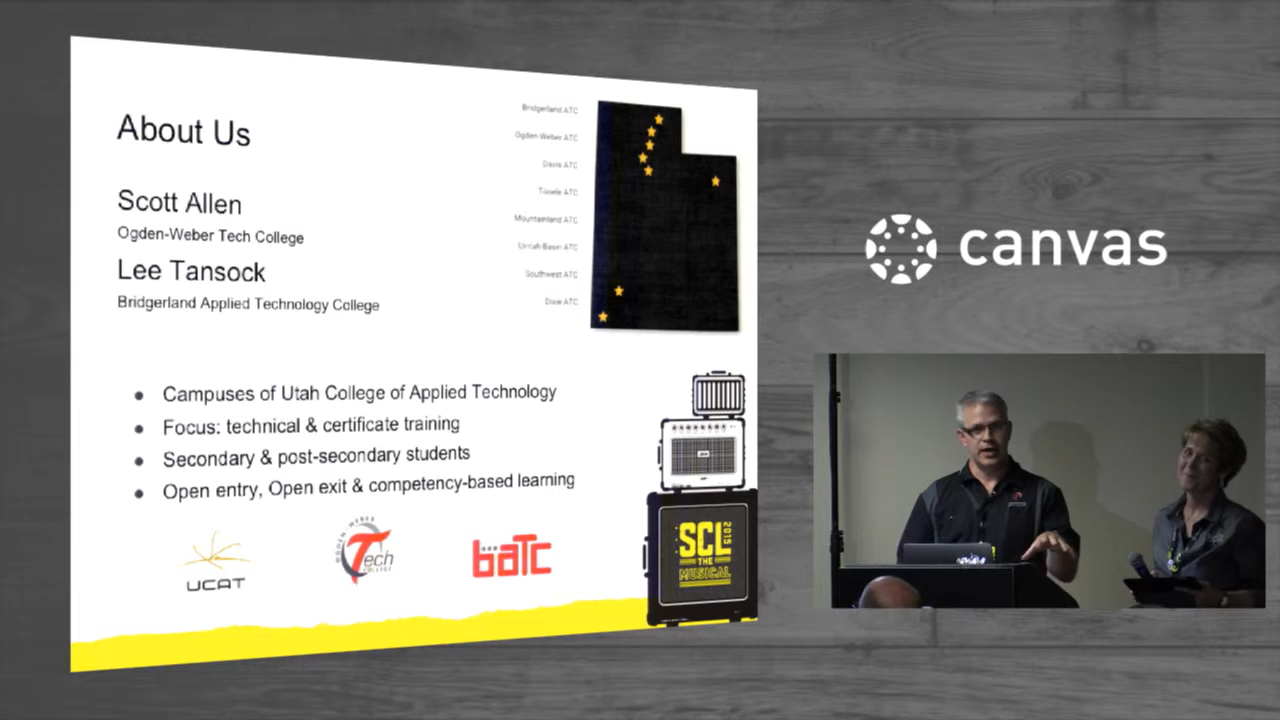 About Us
Scott Allen
Ogden-Weber Tech College
Lee Tansock
Bridgerland Applied Technology College
Bridgerland ATC
Ogden-Weber ATC
Davis ATC
Tooele ATC
Mountainland ATC
Uintah Basin ATC
Southwest ATC
Dixie ATC
• Campuses of Utah College of Applied Technology
• Focus: technical & certificate training
• Secondary & post-secondary students
• Open entry, Open exit & competency-based learning
UCAT
OGDEN-WEBER
Tech
COLLEGE
baTc
SCL
2015
THE
MUSICAL
canvas